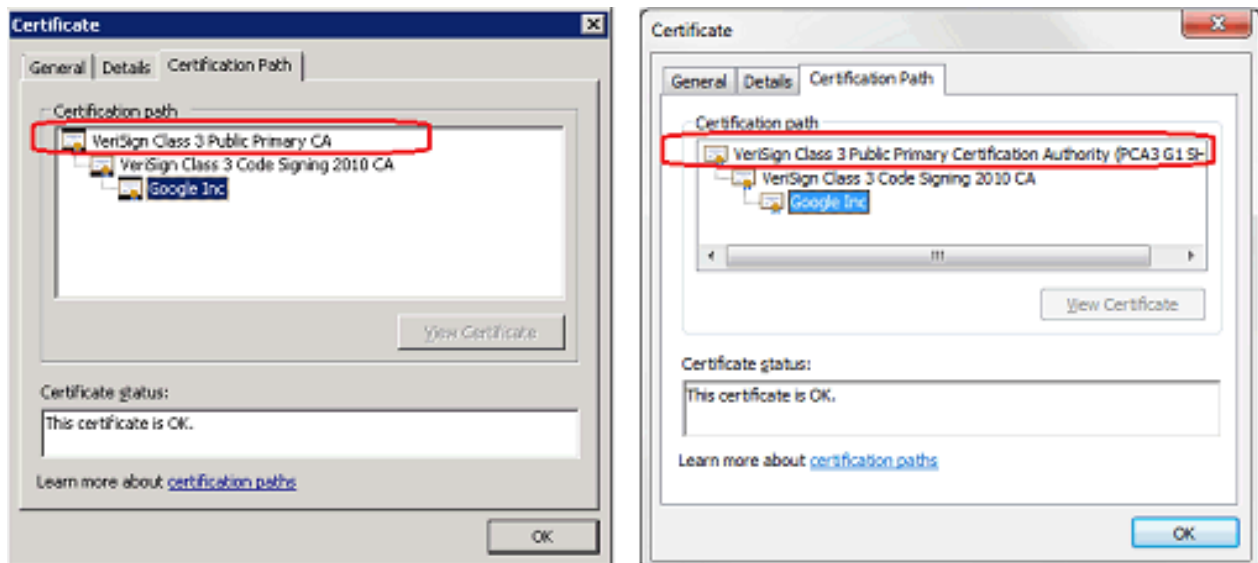 Certificate
General Details Certification Path
Certification path
VeriSign Class 3 Public Primary CA
VeriSign Class 3 Code Signing 2010 CA
Google Inc
View Certificate
Certificate status:
This certificate is OK.
Learn more about certification paths
OK
Certificate
General Details Certification Path
Certification path
VeriSign Class 3 Public Primary Certification Authority (PCA3 G1 SH
VeriSign Class 3 Code Signing 2010 CA
Google Inc
View Certificate
Certificate status:
This certificate is OK.
Learn more about certification paths
OK